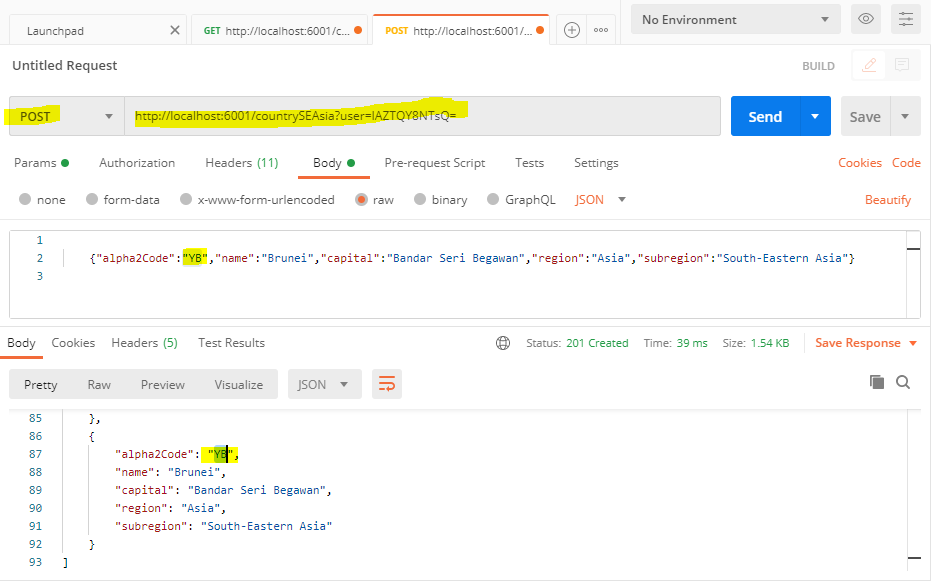 Launchpad
GET http://localhost:6001/c...
POST http://localhost:6001/...
No Environment
Untitled Request
BUILD
POST
http://localhost:6001/countrySEAsia?user=IAZTQY8NTsQ=
Send
Save
Params
Authorization
Headers (11)
Body
Pre-request Script
Tests
Settings
Cookies
Code
none
form-data
x-www-form-urlencoded
raw
binary
GraphQL
JSON
Beautify
1
2 {"alpha2Code":"YB","name":"Brunei","capital":"Bandar Seri Begawan","region":"Asia","subregion":"South-Eastern Asia"}
3
Body
Cookies
Headers (5)
Test Results
Status: 201 Created
Time: 39 ms
Size: 1.54 KB
Save Response
Pretty
Raw
Preview
Visualize
JSON
85 },
86 {
87 "alpha2Code": "YB",
88 "name": "Brunei",
89 "capital": "Bandar Seri Begawan",
90 "region": "Asia",
91 "subregion": "South-Eastern Asia"
92 }
93 ]